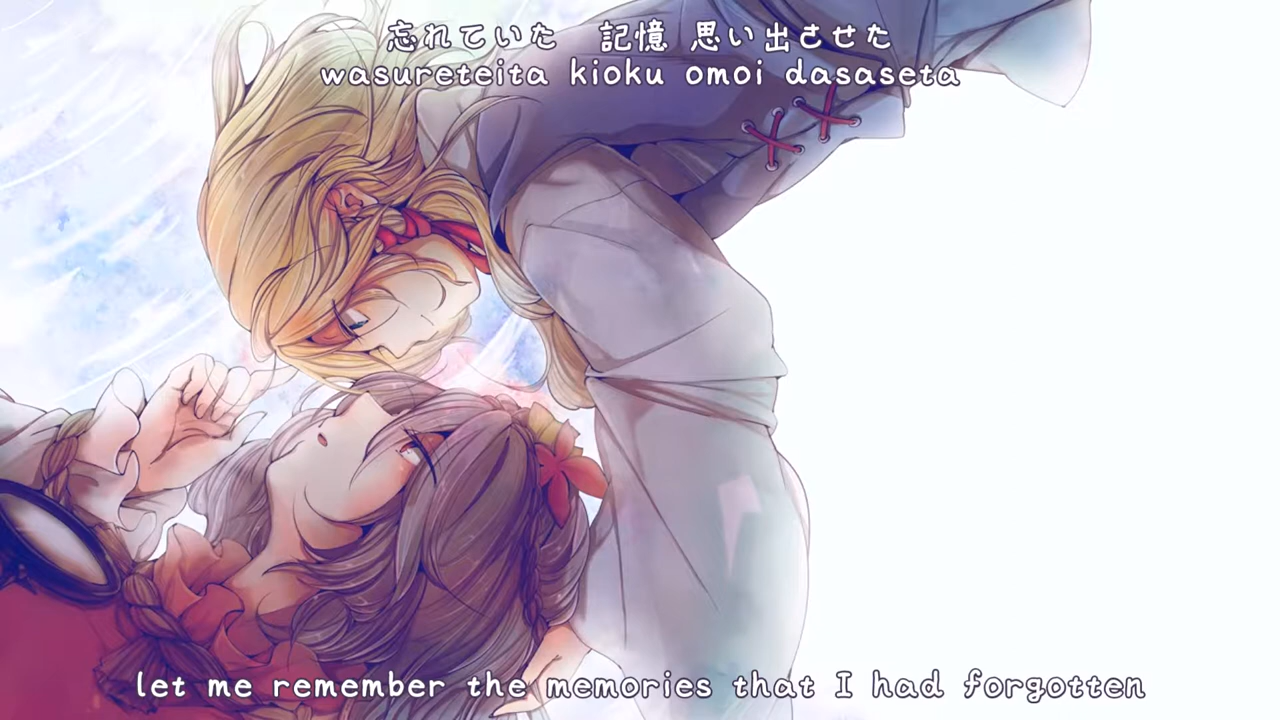 忘れていた 記憶 思い出させた
wasureteita kioku omoi dasaseta
let me remember the memories that I had forgotten